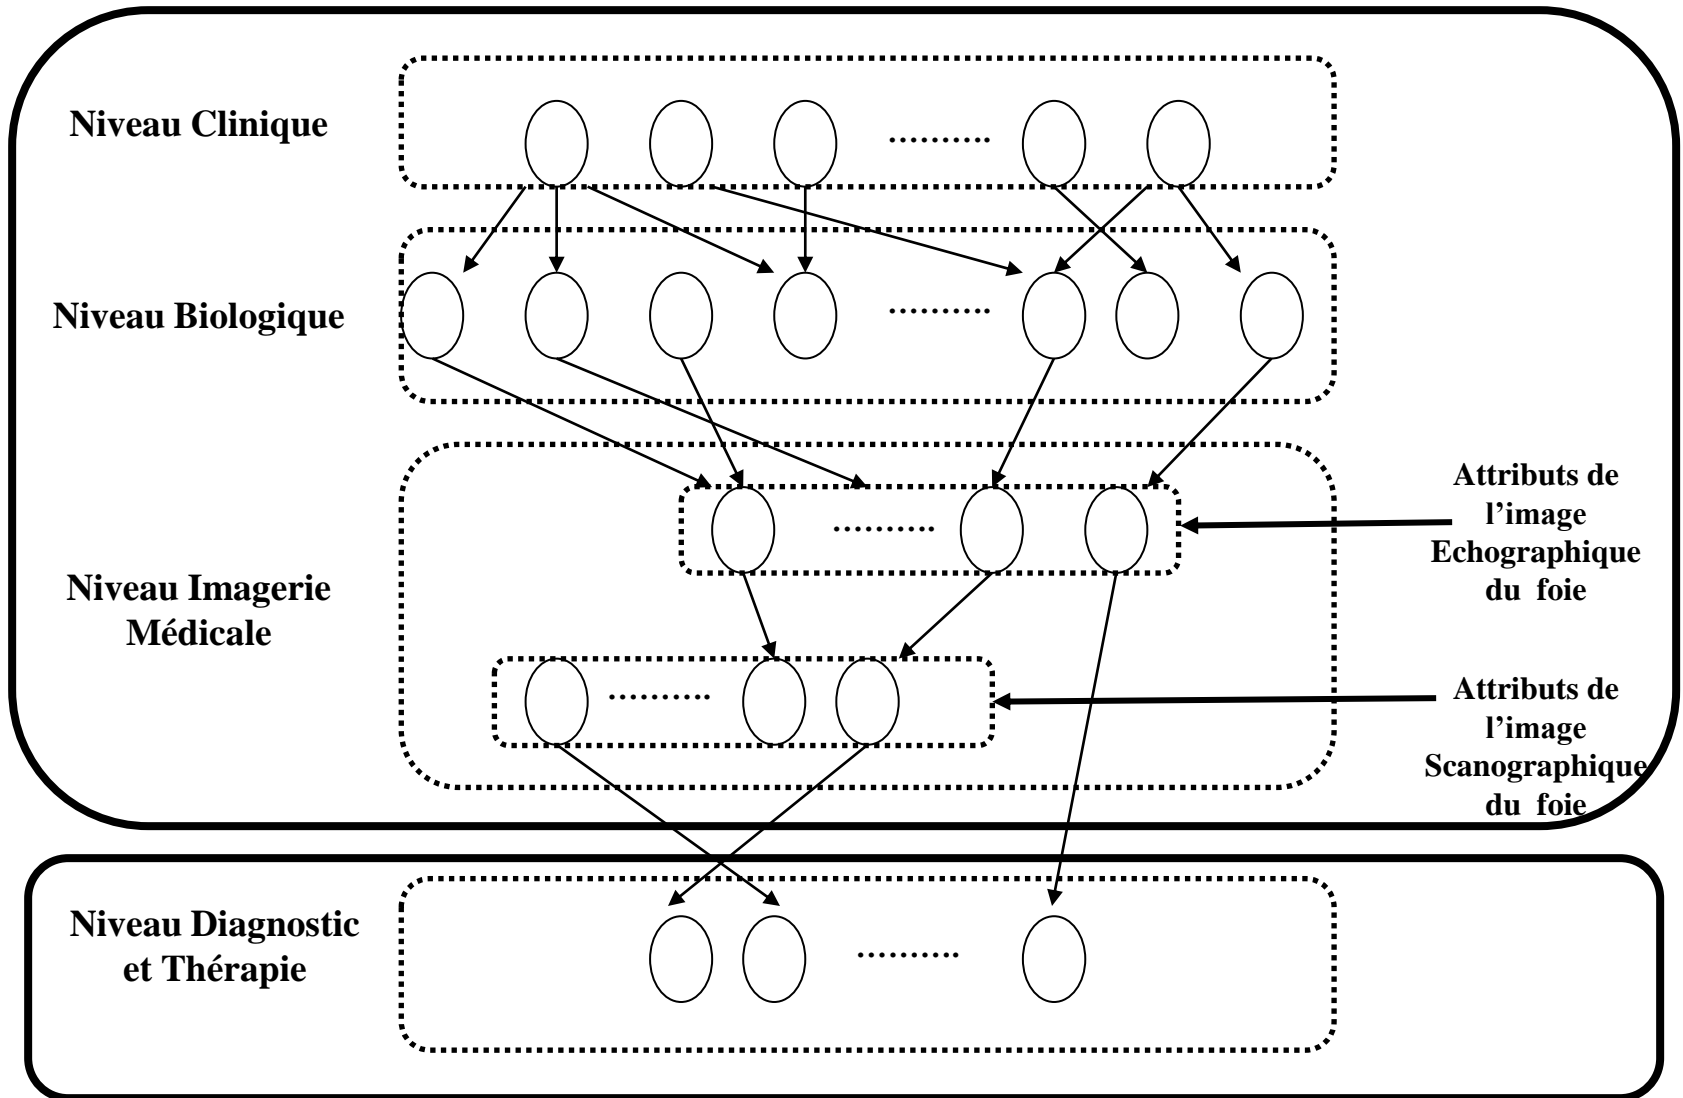 Niveau Clinique
Niveau Biologique
Niveau Imagerie
Médicale
Attributs de
l’image
Echographique
du foie
Attributs de
l’image
Scanographique
du foie
Niveau Diagnostic
et Thérapie